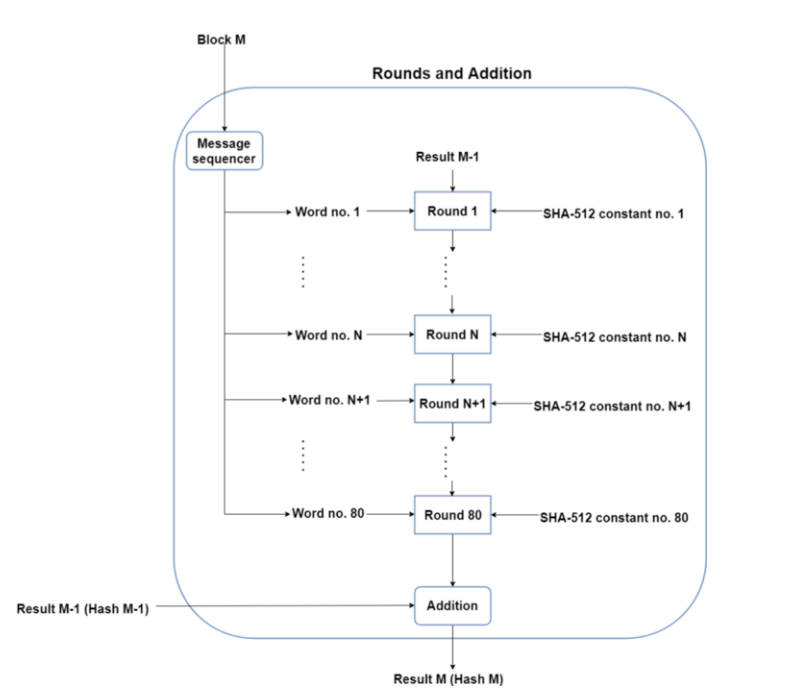 Block M
Rounds and Addition
Message
sequencer
Result M-1
Word no. 1
Round 1
SHA-512 constant no. 1
Word no. N
Round N
SHA-512 constant no. N
Word no. N+1
Round N+1
SHA-512 constant no. N+1
Word no. 80
Round 80
SHA-512 constant no. 80
Result M-1 (Hash M-1)
Addition
Result M (Hash M)